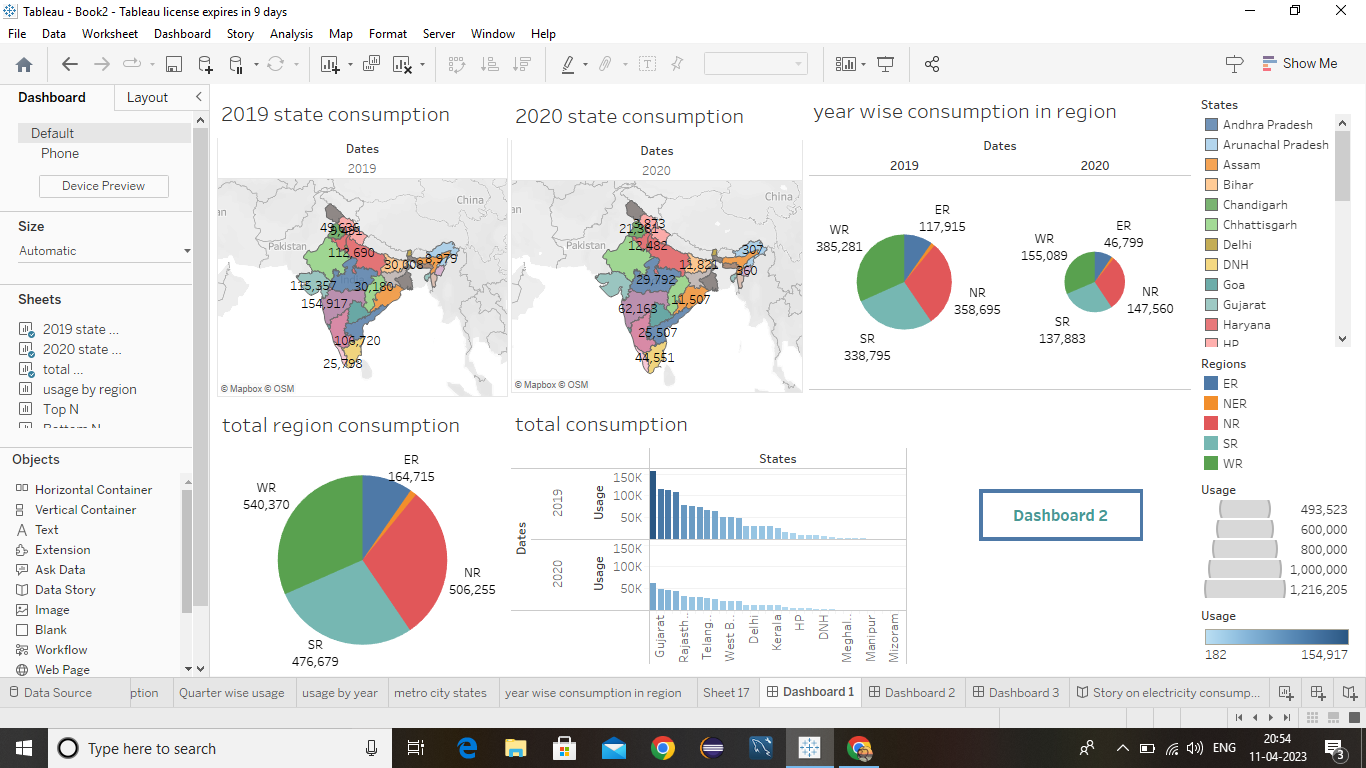 Tableau - Book2 - Tableau license expires in 9 days
File Data Worksheet Dashboard Story Analysis Map Format Server Window Help
Show Me
Dashboard Layout
Default
Phone
Device Preview
Size
Automatic
Sheets
2019 state ...
2020 state ...
total ...
usage by region
Top N
Objects
Horizontal Container
Vertical Container
Text
Extension
Ask Data
Data Story
Image
Blank
Workflow
Web Page
2019 state consumption
Dates
2019
China
Pakistan
112,690
30,008
8,979
115,357
30,180
154,917
106,720
25,798
© Mapbox © OSM
2020 state consumption
Dates
2020
China
Pakistan
3,873
21,361
12,482
307
11,821
360
29,792
11,507
62,163
25,507
44,551
© Mapbox © OSM
year wise consumption in region
Dates
2019 2020
ER
117,915
WR
385,281
NR
358,695
SR
338,795
ER
46,799
WR
155,089
NR
147,560
SR
137,883
total region consumption
ER
164,715
WR
540,370
NR
506,255
SR
476,679
total consumption
States
Dates
2019
Usage
150K
100K
50K
2020
Usage
150K
100K
50K
Gujarat
Rajasth..
Telang..
West B..
Delhi
Kerala
HP
DNH
Meghal..
Manipur
Mizoram
Dashboard 2
States
Andhra Pradesh
Arunachal Pradesh
Assam
Bihar
Chandigarh
Chhattisgarh
Delhi
DNH
Goa
Gujarat
Haryana
HP
Regions
ER
NER
NR
SR
WR
Usage
493,523
600,000
800,000
1,000,000
1,216,205
Usage
182 154,917
Data Source
ption
Quarter wise usage
usage by year
metro city states
year wise consumption in region
Sheet 17
Dashboard 1
Dashboard 2
Dashboard 3
Story on electricity consump...
Type here to search
ENG
20:54
11-04-2023
3